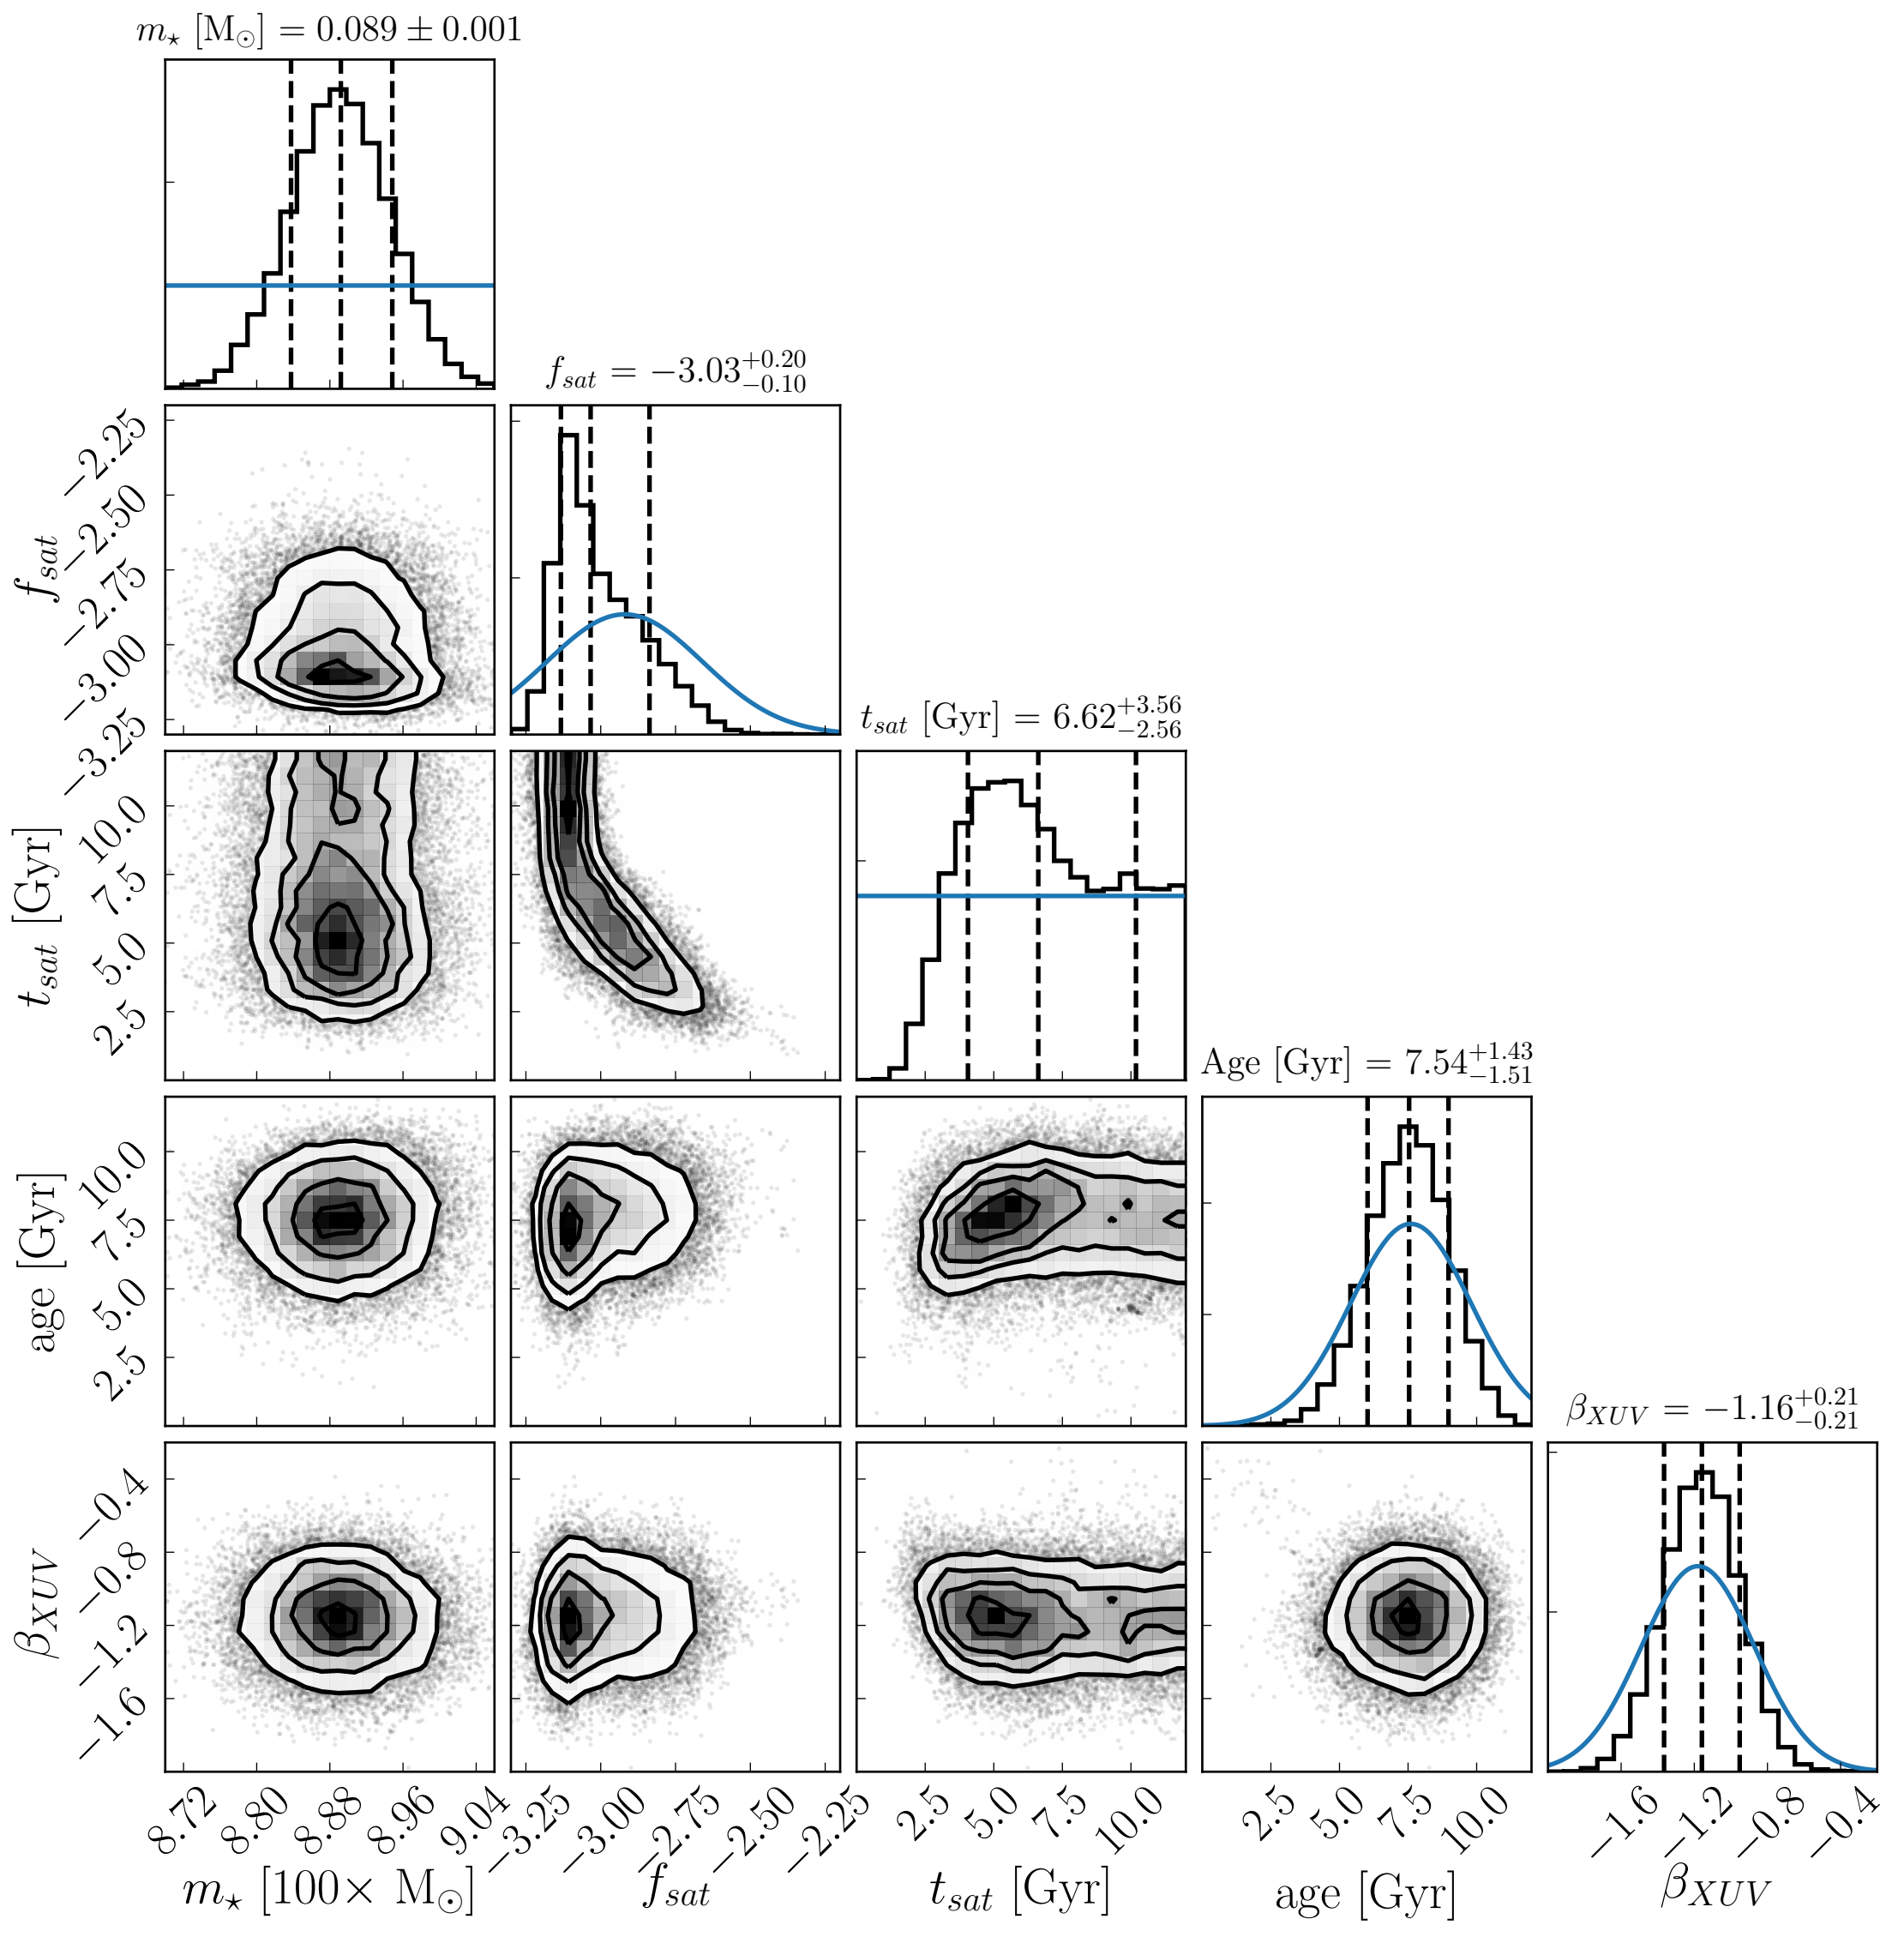 m⋆ [M⊙] = 0.089 ± 0.001
f_sat = −3.03 +0.20 −0.10
t_sat [Gyr] = 6.62 +3.56 −2.56
Age [Gyr] = 7.54 +1.43 −1.51
β_XUV = −1.16 +0.21 −0.21
f_sat
−2.25
−2.50
−2.75
−3.00
−3.25
t_sat [Gyr]
10.0
7.5
5.0
2.5
age [Gyr]
10.0
7.5
5.0
2.5
β_XUV
−0.4
−0.8
−1.2
−1.6
8.72 8.80 8.88 8.96 9.04
m⋆ [100× M⊙]
−3.25 −3.00 −2.75 −2.50 −2.25
f_sat
2.5 5.0 7.5 10.0
t_sat [Gyr]
2.5 5.0 7.5 10.0
age [Gyr]
−1.6 −1.2 −0.8 −0.4
β_XUV